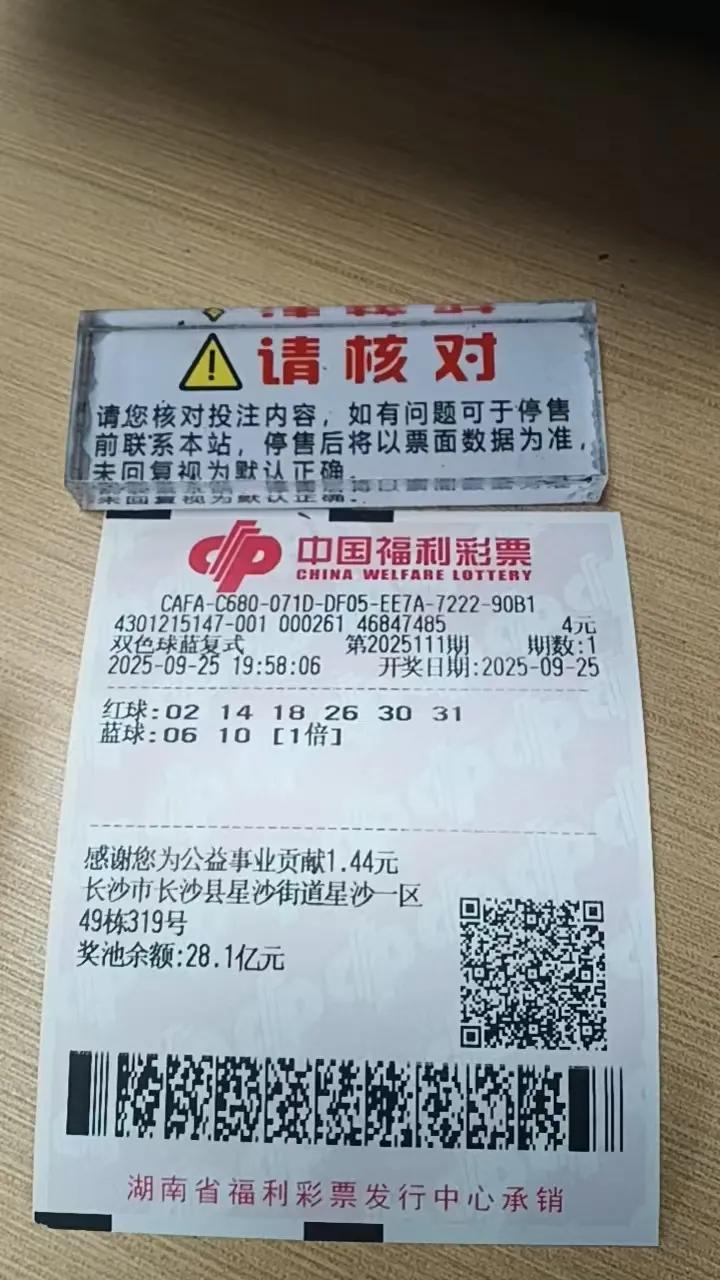 请核对
请您核对投注内容，如有问题可于停售
前联系本站，停售后将以票面数据为准，
未回复视为默认正确。
中国福利彩票
CHINA WELFARE LOTTERY
CAFA-C680-071D-DF05-EE7A-7222-90B1
4301215147-001 000261 46847485 4元
双色球蓝复式 第2025111期 期数:1
2025-09-25 19:58:06 开奖日期:2025-09-25
红球:02 14 18 26 30 31
蓝球:06 10 [1倍]
感谢您为公益事业贡献1.44元
长沙市长沙县星沙街道星沙一区
49栋319号
奖池余额:28.1亿元
湖南省福利彩票发行中心承销